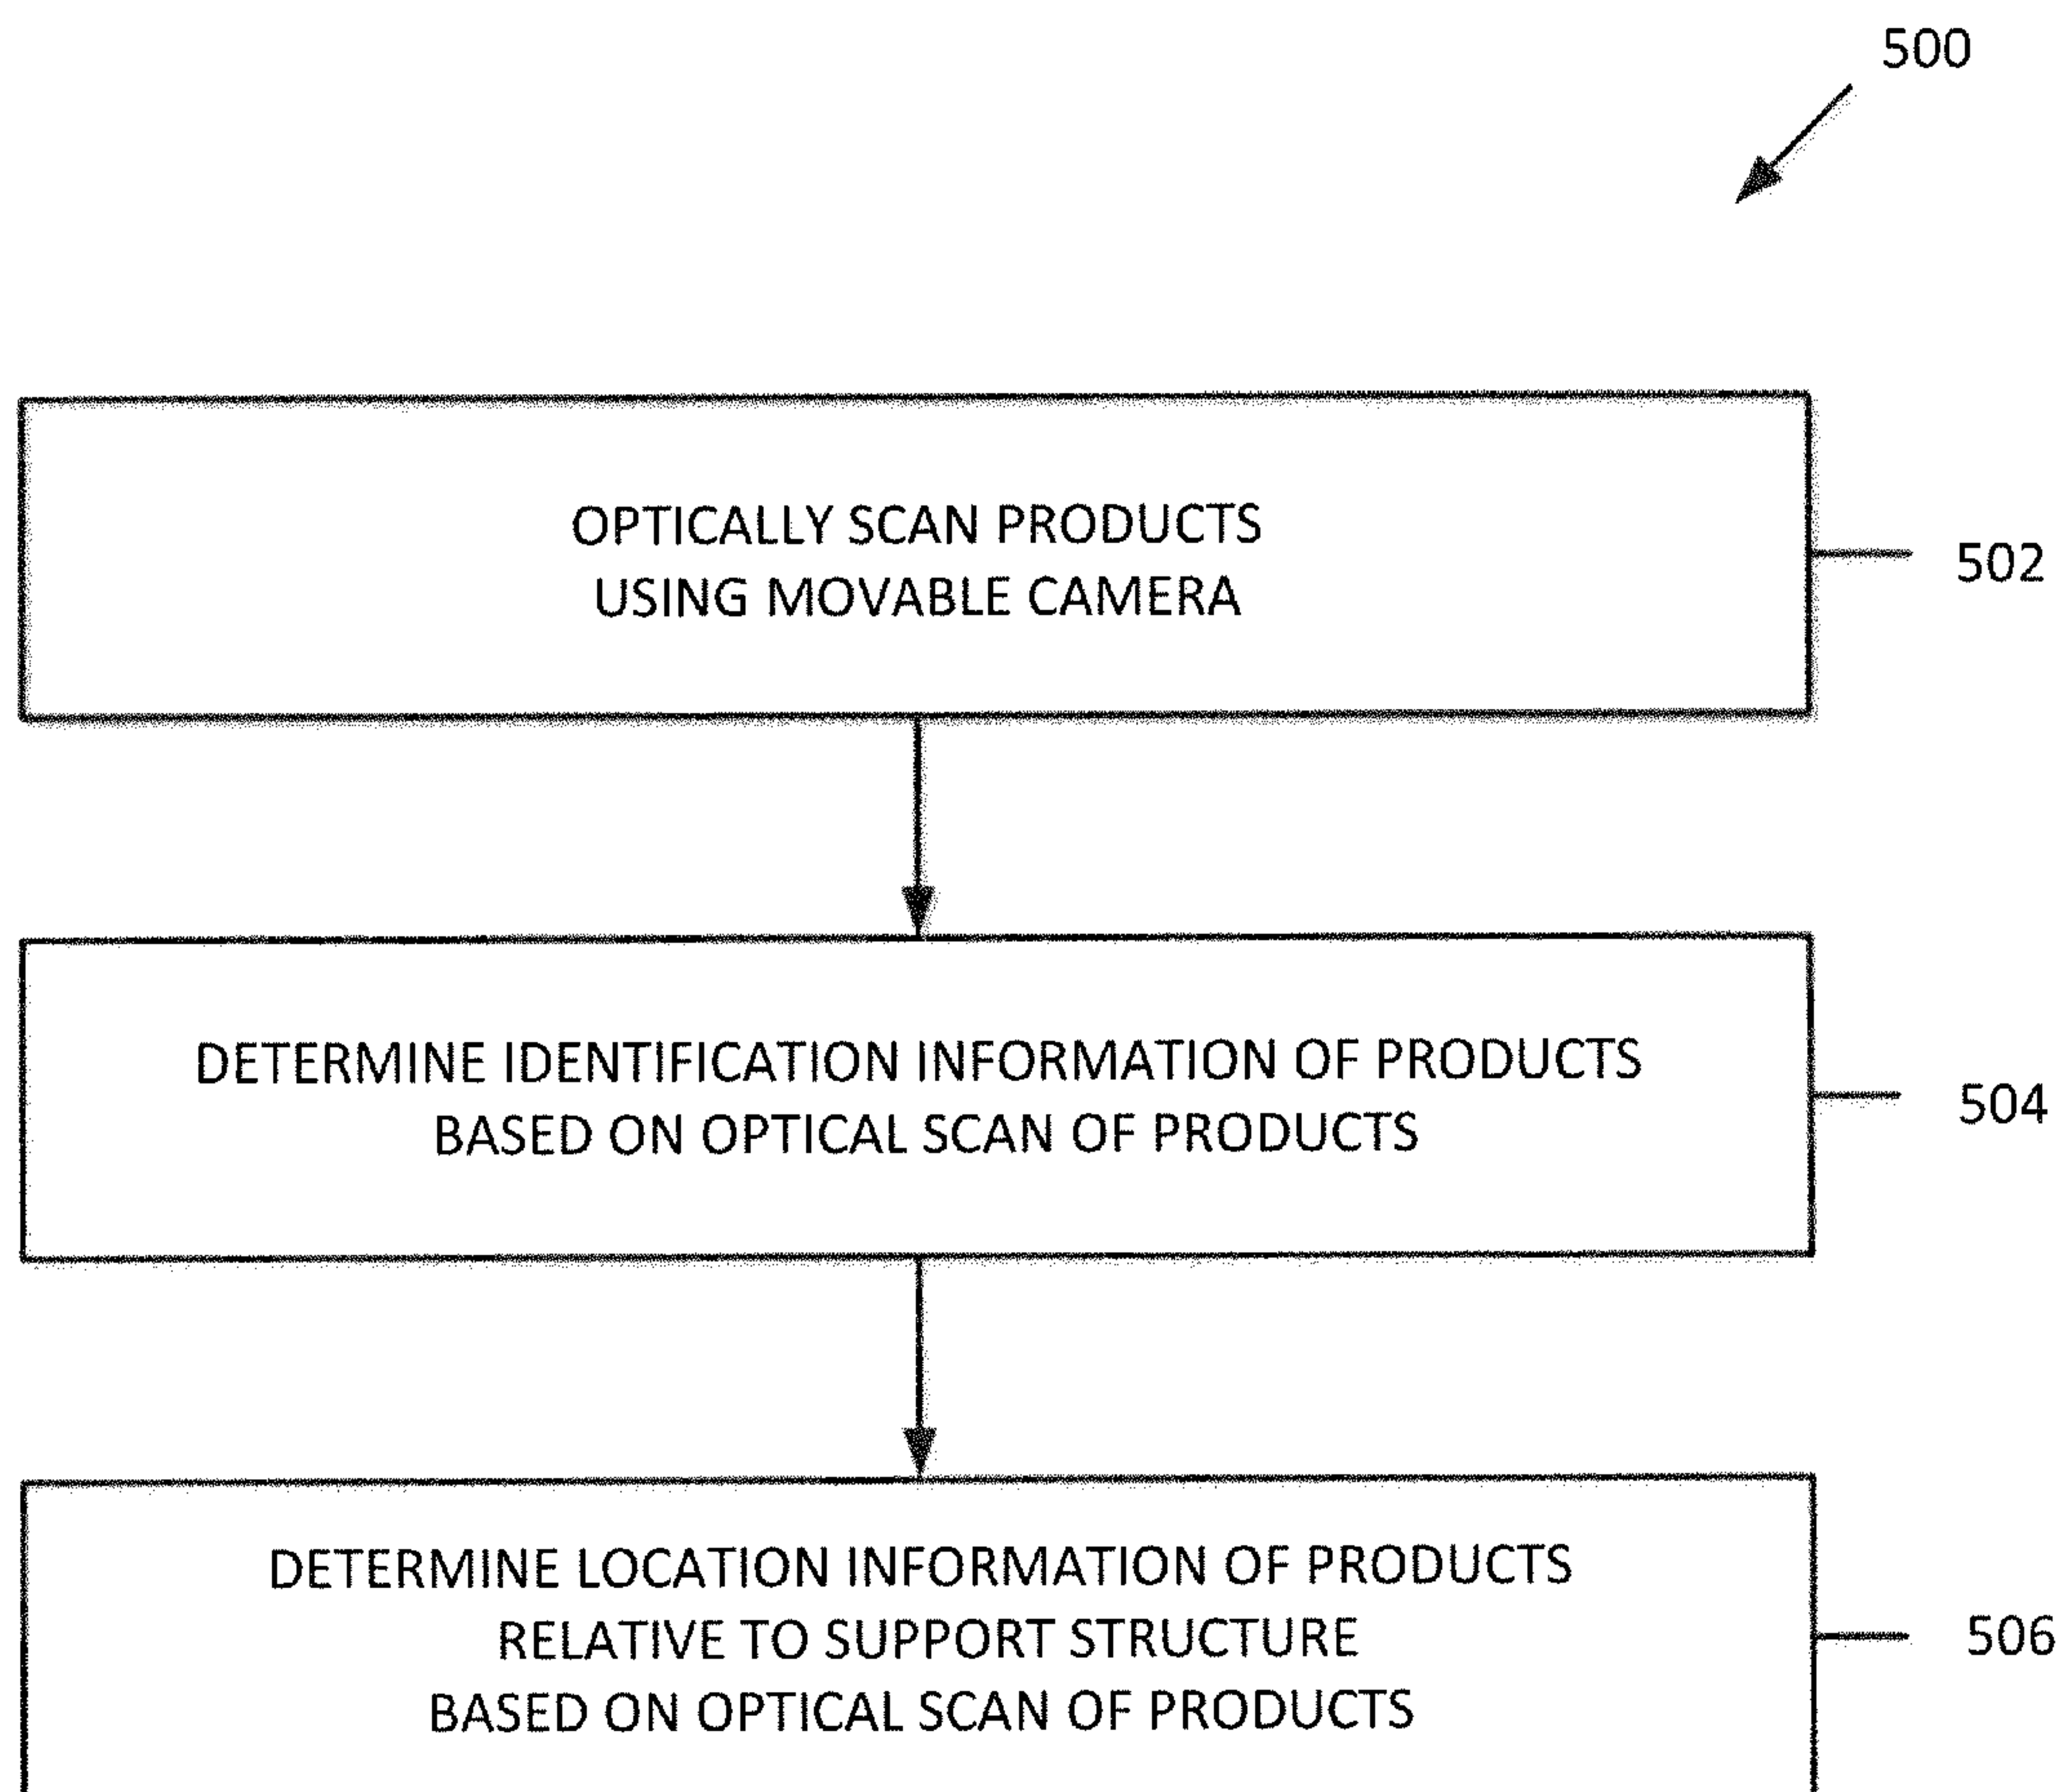 500
OPTICALLY SCAN PRODUCTS
USING MOVABLE CAMERA
502
DETERMINE IDENTIFICATION INFORMATION OF PRODUCTS
BASED ON OPTICAL SCAN OF PRODUCTS
504
DETERMINE LOCATION INFORMATION OF PRODUCTS
RELATIVE TO SUPPORT STRUCTURE
BASED ON OPTICAL SCAN OF PRODUCTS
506